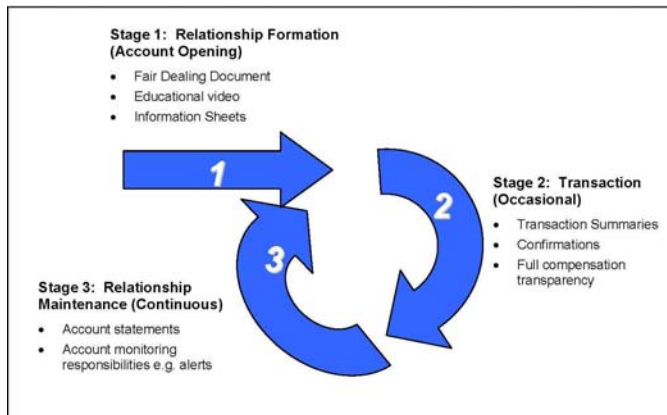 Stage 1: Relationship Formation
(Account Opening)
• Fair Dealing Document
• Educational video
• Information Sheets
1
2
Stage 2: Transaction
(Occasional)
• Transaction Summaries
• Confirmations
• Full compensation
transparency
3
Stage 3: Relationship
Maintenance (Continuous)
• Account statements
• Account monitoring
responsibilities e.g. alerts